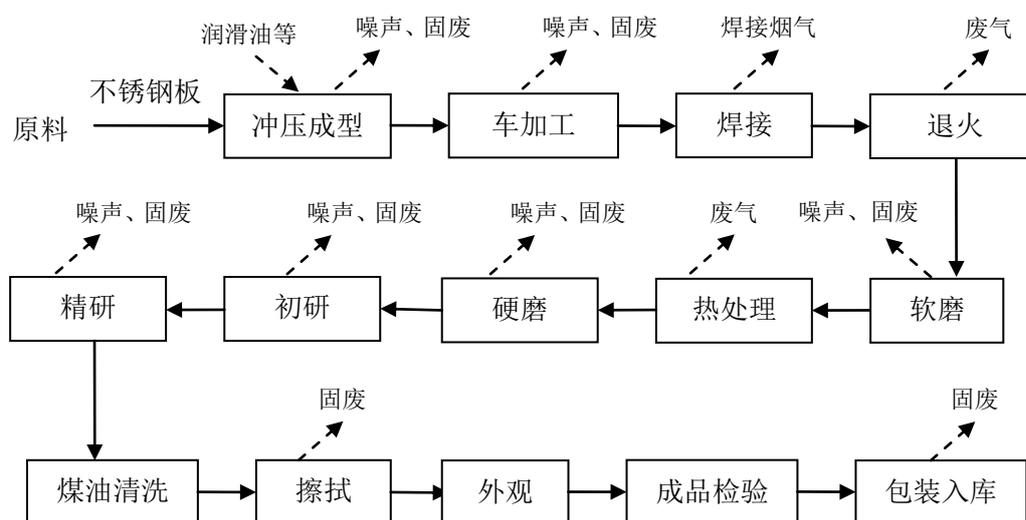 润滑油等
噪声、固废
噪声、固废
焊接烟气
废气
不锈钢板
原料
冲压成型
车加工
焊接
退火
噪声、固废
噪声、固废
噪声、固废
废气
噪声、固废
精研
初研
硬磨
热处理
软磨
固废
固废
煤油清洗
擦拭
外观
成品检验
包装入库